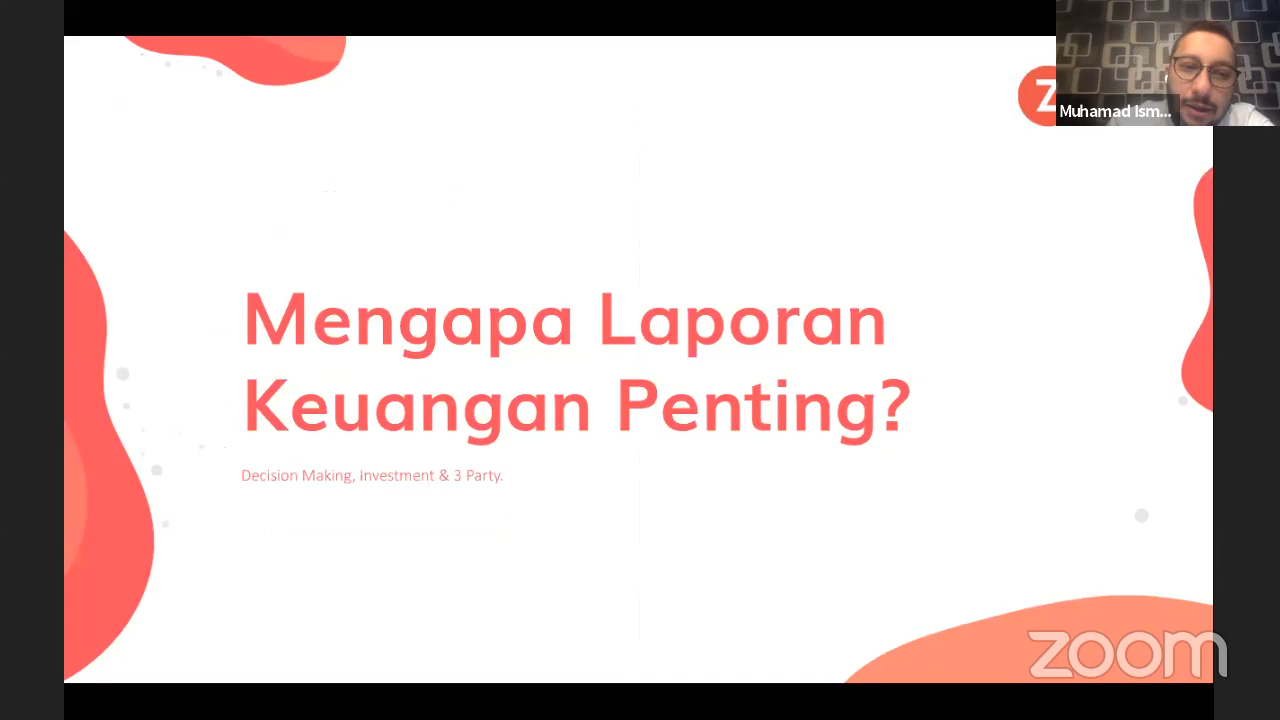 Z
Muhamad Ism...
Mengapa Laporan
Keuangan Penting?
Decision Making, Investment & 3 Party.
zoom